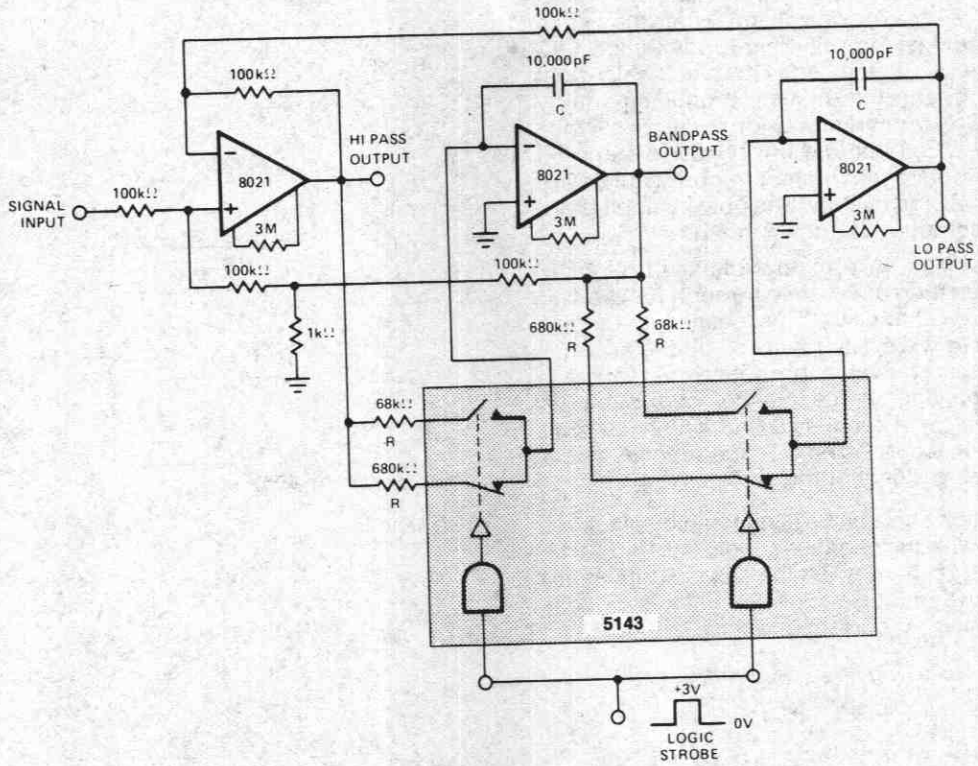 100kΩ
10,000pF
C
10,000pF
C
100kΩ
HI PASS
OUTPUT
BANDPASS
OUTPUT
−
8021
+
3M
−
8021
+
3M
−
8021
+
3M
SIGNAL
INPUT
100kΩ
LO PASS
OUTPUT
100kΩ
100kΩ
1kΩ
680kΩ
R
68kΩ
R
68kΩ
R
680kΩ
R
5143
+3V
0V
LOGIC
STROBE